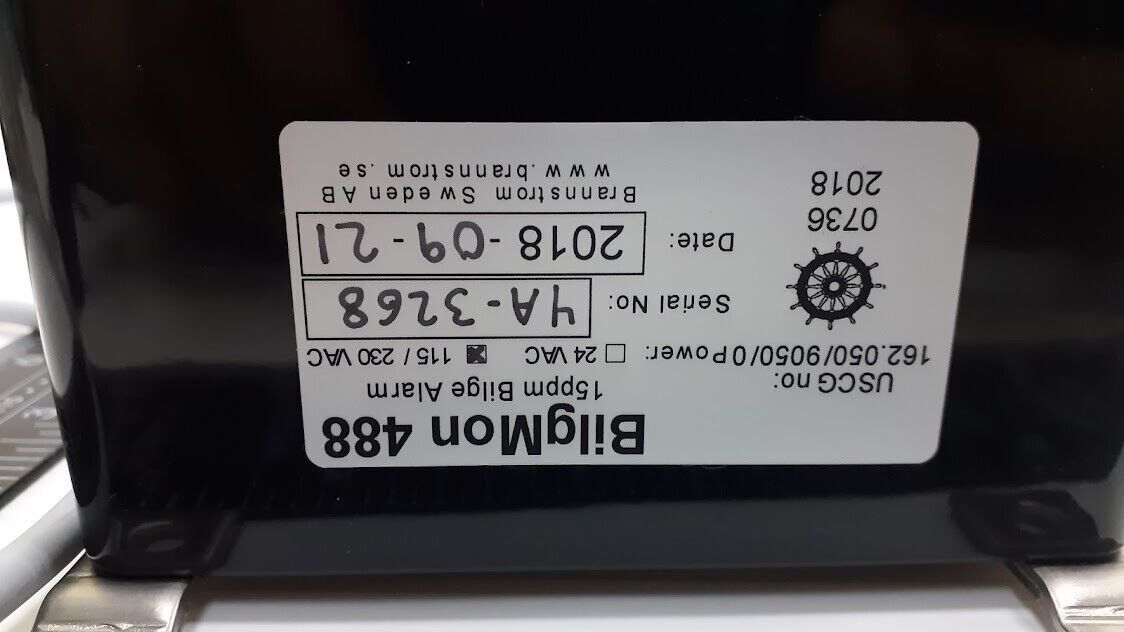 BilgMon 488
15ppm Bilge Alarm
USCG no:
162.050/9050/0 Power: ☐ 24 VAC ☒ 115 / 230 VAC
Serial No: 4A-3268
Date: 2018-09-21
0736
2018
Brannstrom Sweden AB
www.brannstrom.se